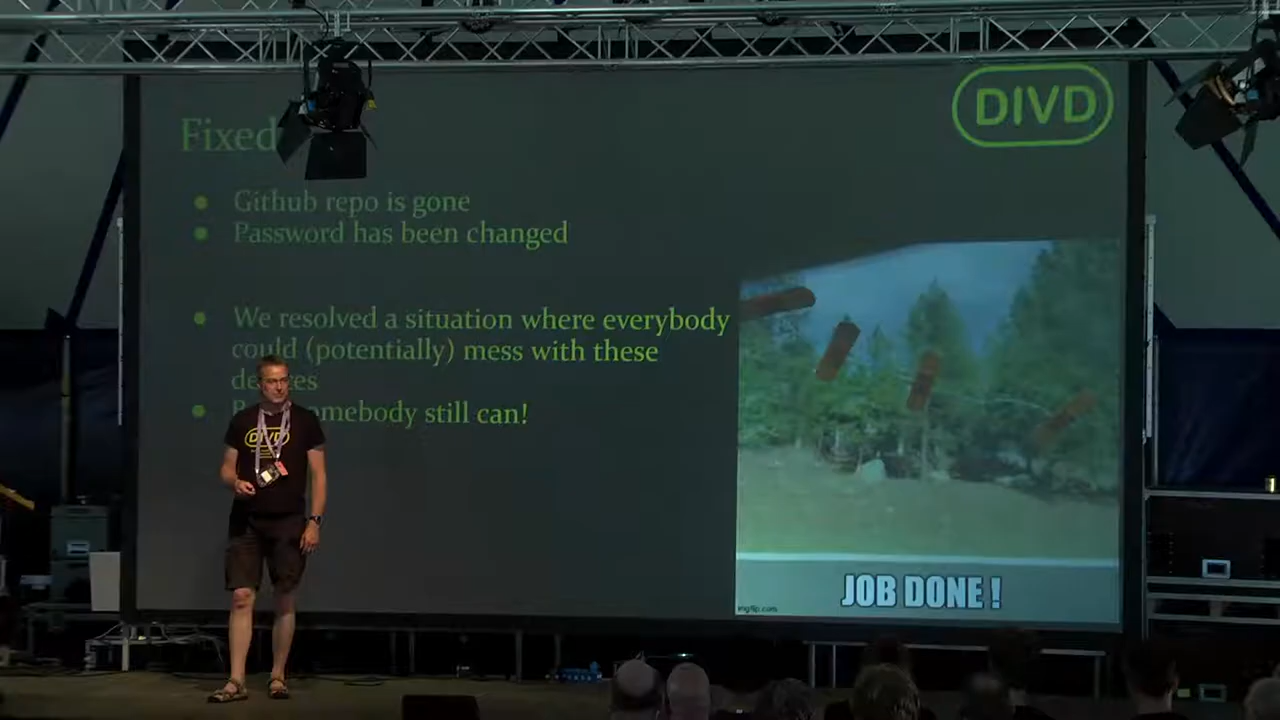 DIVD
Fixed
Github repo is gone
Password has been changed
We resolved a situation where everybody
could (potentially) mess with these
somebody still can!
DIVD
JOB DONE !
imgflip.com